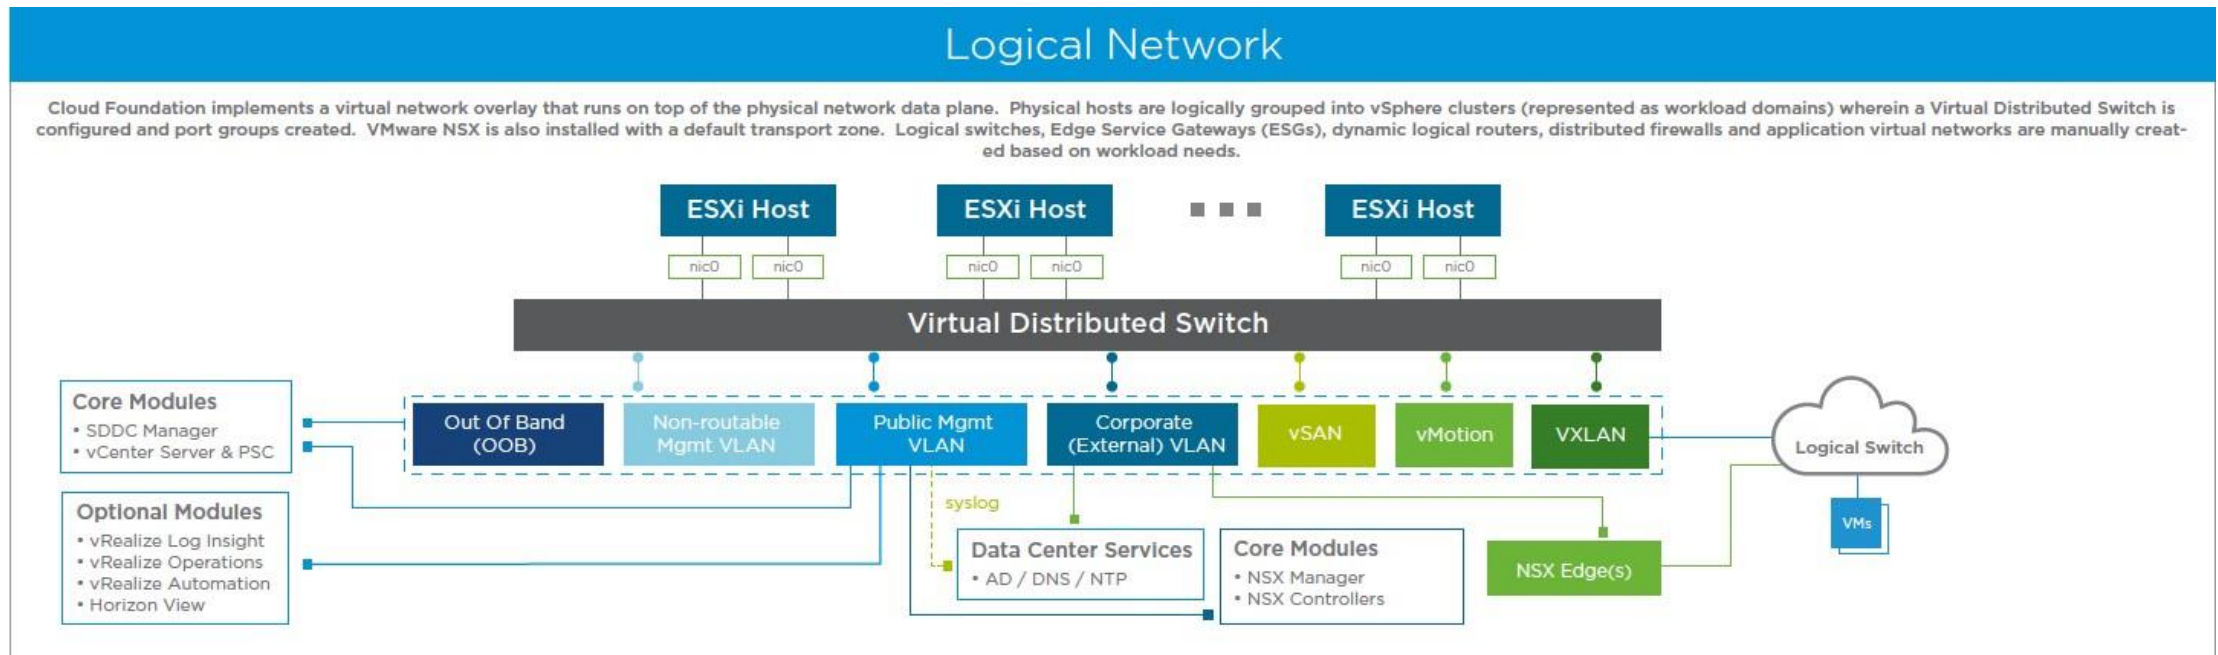 Logical Network
Cloud Foundation implements a virtual network overlay that runs on top of the physical network data plane.  Physical hosts are logically grouped into vSphere clusters (represented as workload domains) wherein a Virtual Distributed Switch is
configured and port groups created.  VMware NSX is also installed with a default transport zone.  Logical switches, Edge Service Gateways (ESGs), dynamic logical routers, distributed firewalls and application virtual networks are manually creat-
ed based on workload needs.
ESXi Host
ESXi Host
ESXi Host
nic0
nic0
nic0
nic0
nic0
nic0
Virtual Distributed Switch
Core Modules
• SDDC Manager
• vCenter Server & PSC
Out Of Band
(OOB)
Non-routable
Mgmt VLAN
Public Mgmt
VLAN
Corporate
(External) VLAN
vSAN
vMotion
VXLAN
Logical Switch
VMs
Optional Modules
• vRealize Log Insight
• vRealize Operations
• vRealize Automation
• Horizon View
syslog
Data Center Services
• AD / DNS / NTP
Core Modules
• NSX Manager
• NSX Controllers
NSX Edge(s)